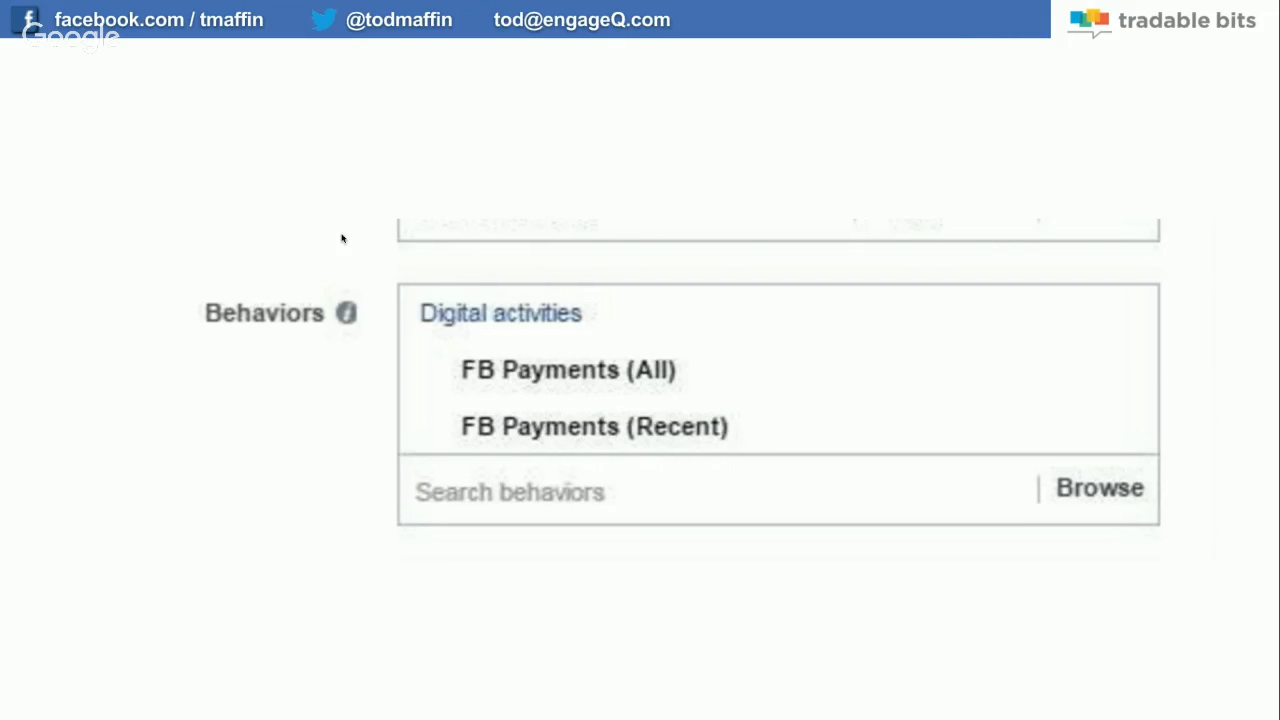 facebook.com / tmaffin @todmaffin tod@engageQ.com tradable bits
Google
Behaviors
Digital activities
FB Payments (All)
FB Payments (Recent)
Search behaviors
Browse